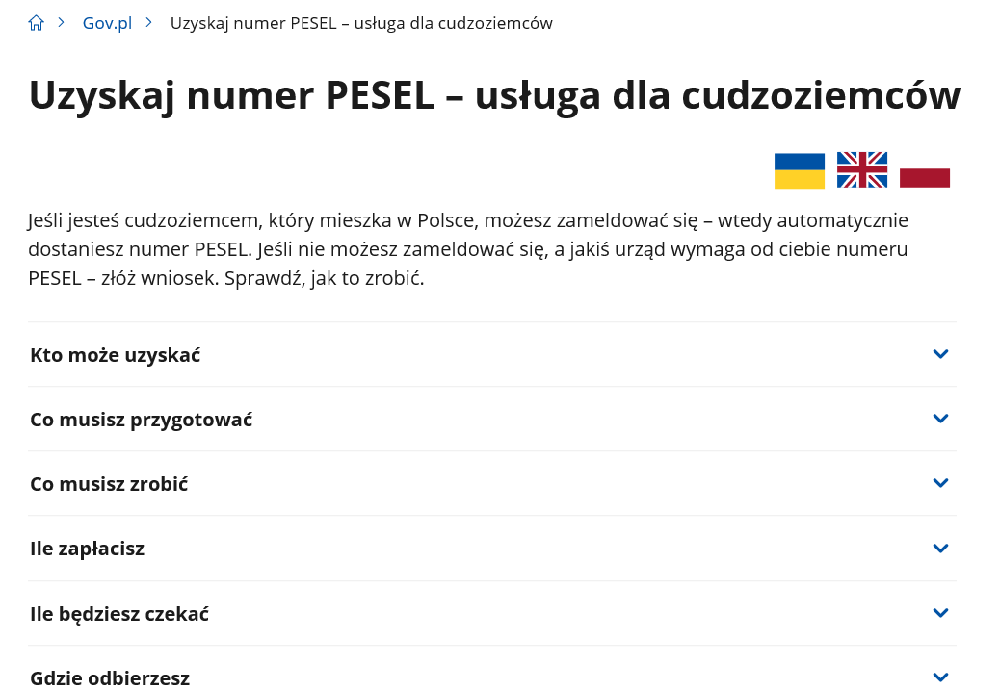 Gov.pl Uzyskaj numer PESEL – usługa dla cudzoziemców
Uzyskaj numer PESEL – usługa dla cudzoziemców
Jeśli jesteś cudzoziemcem, który mieszka w Polsce, możesz zameldować się – wtedy automatycznie
dostaniesz numer PESEL. Jeśli nie możesz zameldować się, a jakiś urząd wymaga od ciebie numeru
PESEL – złóż wniosek. Sprawdź, jak to zrobić.
Kto może uzyskać
Co musisz przygotować
Co musisz zrobić
Ile zapłacisz
Ile będziesz czekać
Gdzie odbierzesz